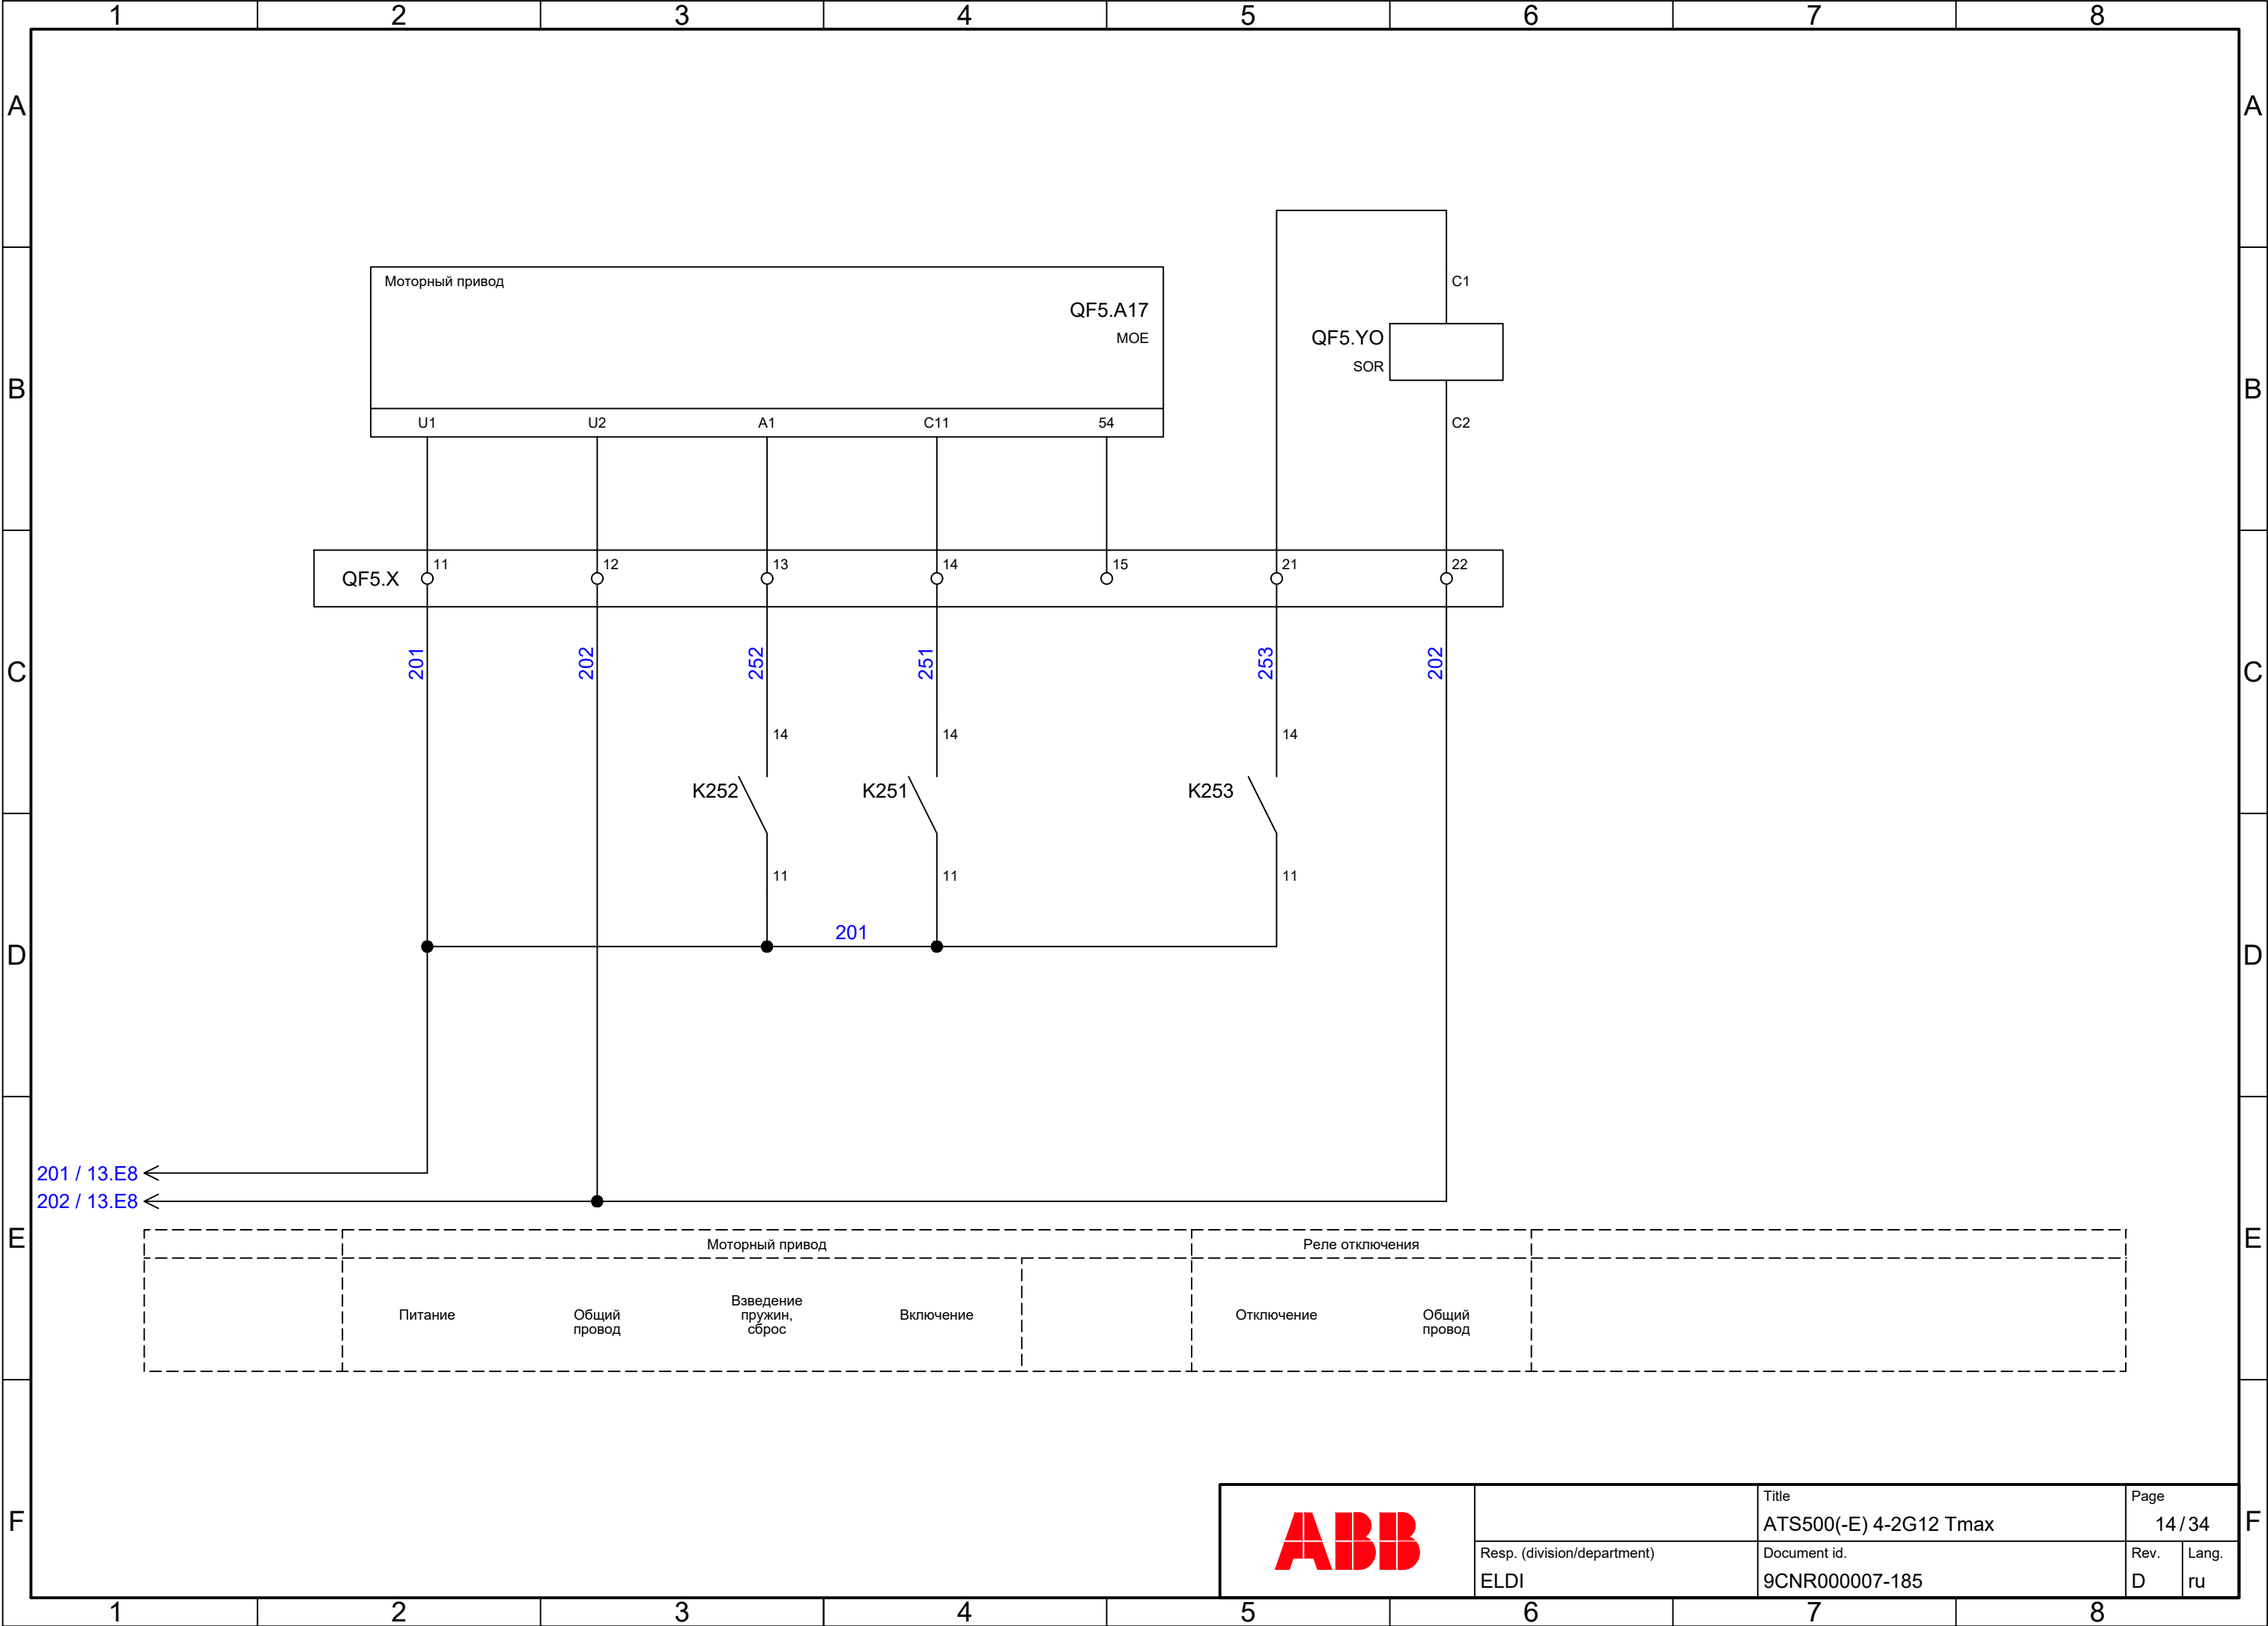 1 2 3 4 5 6 7 8
A A
C1
Моторный привод
QF5.A17
MOE
QF5.YO
SOR
B B
U1 U2 A1 C11 54
C2
QF5.X 11 12 13 14 15 21 22
201 202 252 251 253 202
C C
14 14 14
K252 K251 K253
11 11 11
201
D D
201 / 13.E8
202 / 13.E8
E E
Моторный привод Реле отключения
Питание
Общий
провод
Взведение
пружин,
сброс
Включение
Отключение
Общий
провод
F F
ABB
Title
ATS500(-E) 4-2G12 Tmax
Page
14 / 34
Resp. (division/department)
ELDI
Document id.
9CNR000007-185
Rev.
D
Lang.
ru
1 2 3 4 5 6 7 8